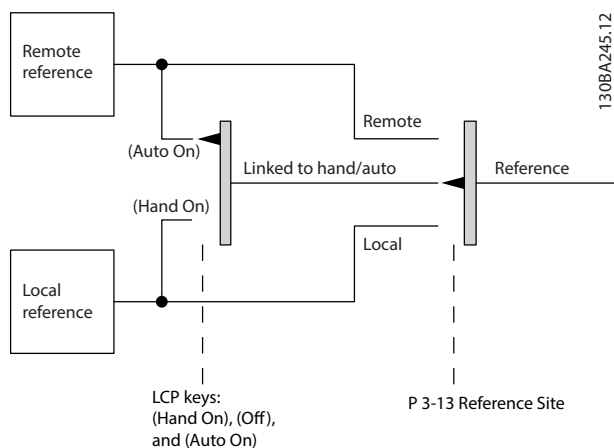 Remote
reference
130BA245.12
Remote
(Auto On)
Linked to hand/auto
Reference
(Hand On)
Local
Local
reference
LCP keys:
(Hand On), (Off),
and (Auto On)
P 3-13 Reference Site